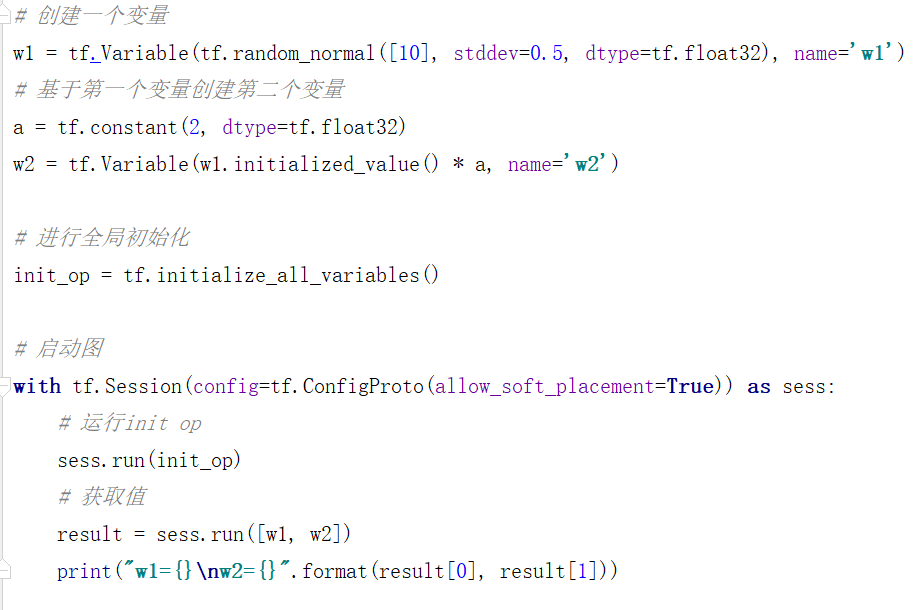 # 创建一个变量
w1 = tf.Variable(tf.random_normal([10], stddev=0.5, dtype=tf.float32), name='w1')
# 基于第一个变量创建第二个变量
a = tf.constant(2, dtype=tf.float32)
w2 = tf.Variable(w1.initialized_value() * a, name='w2')
# 进行全局初始化
init_op = tf.initialize_all_variables()
# 启动图
with tf.Session(config=tf.ConfigProto(allow_soft_placement=True)) as sess:
    # 运行init op
    sess.run(init_op)
    # 获取值
    result = sess.run([w1, w2])
    print("w1={}\nw2={}".format(result[0], result[1]))